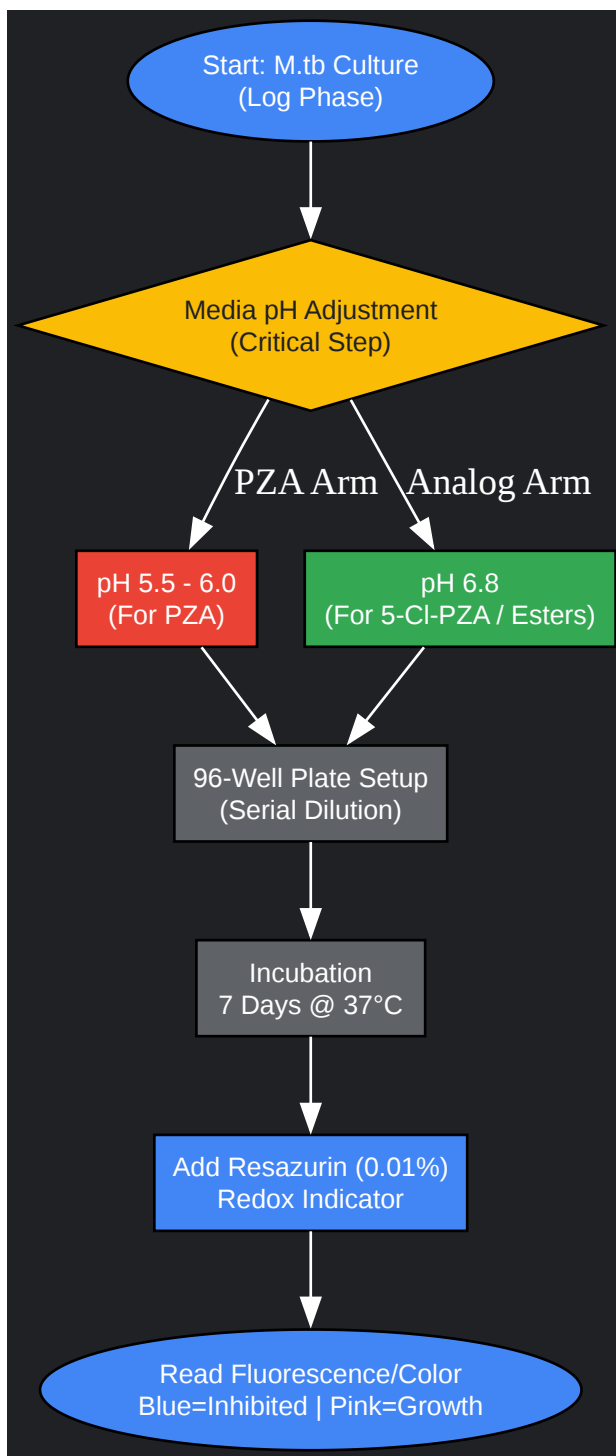 Start: M.tb Culture
(Log Phase)
Media pH Adjustment
(Critical Step)
PZA Arm
Analog Arm
pH 5.5 - 6.0
(For PZA)
pH 6.8
(For 5-Cl-PZA / Esters)
96-Well Plate Setup
(Serial Dilution)
Incubation
7 Days @ 37°C
Add Resazurin (0.01%)
Redox Indicator
Read Fluorescence/Color
Blue=Inhibited | Pink=Growth